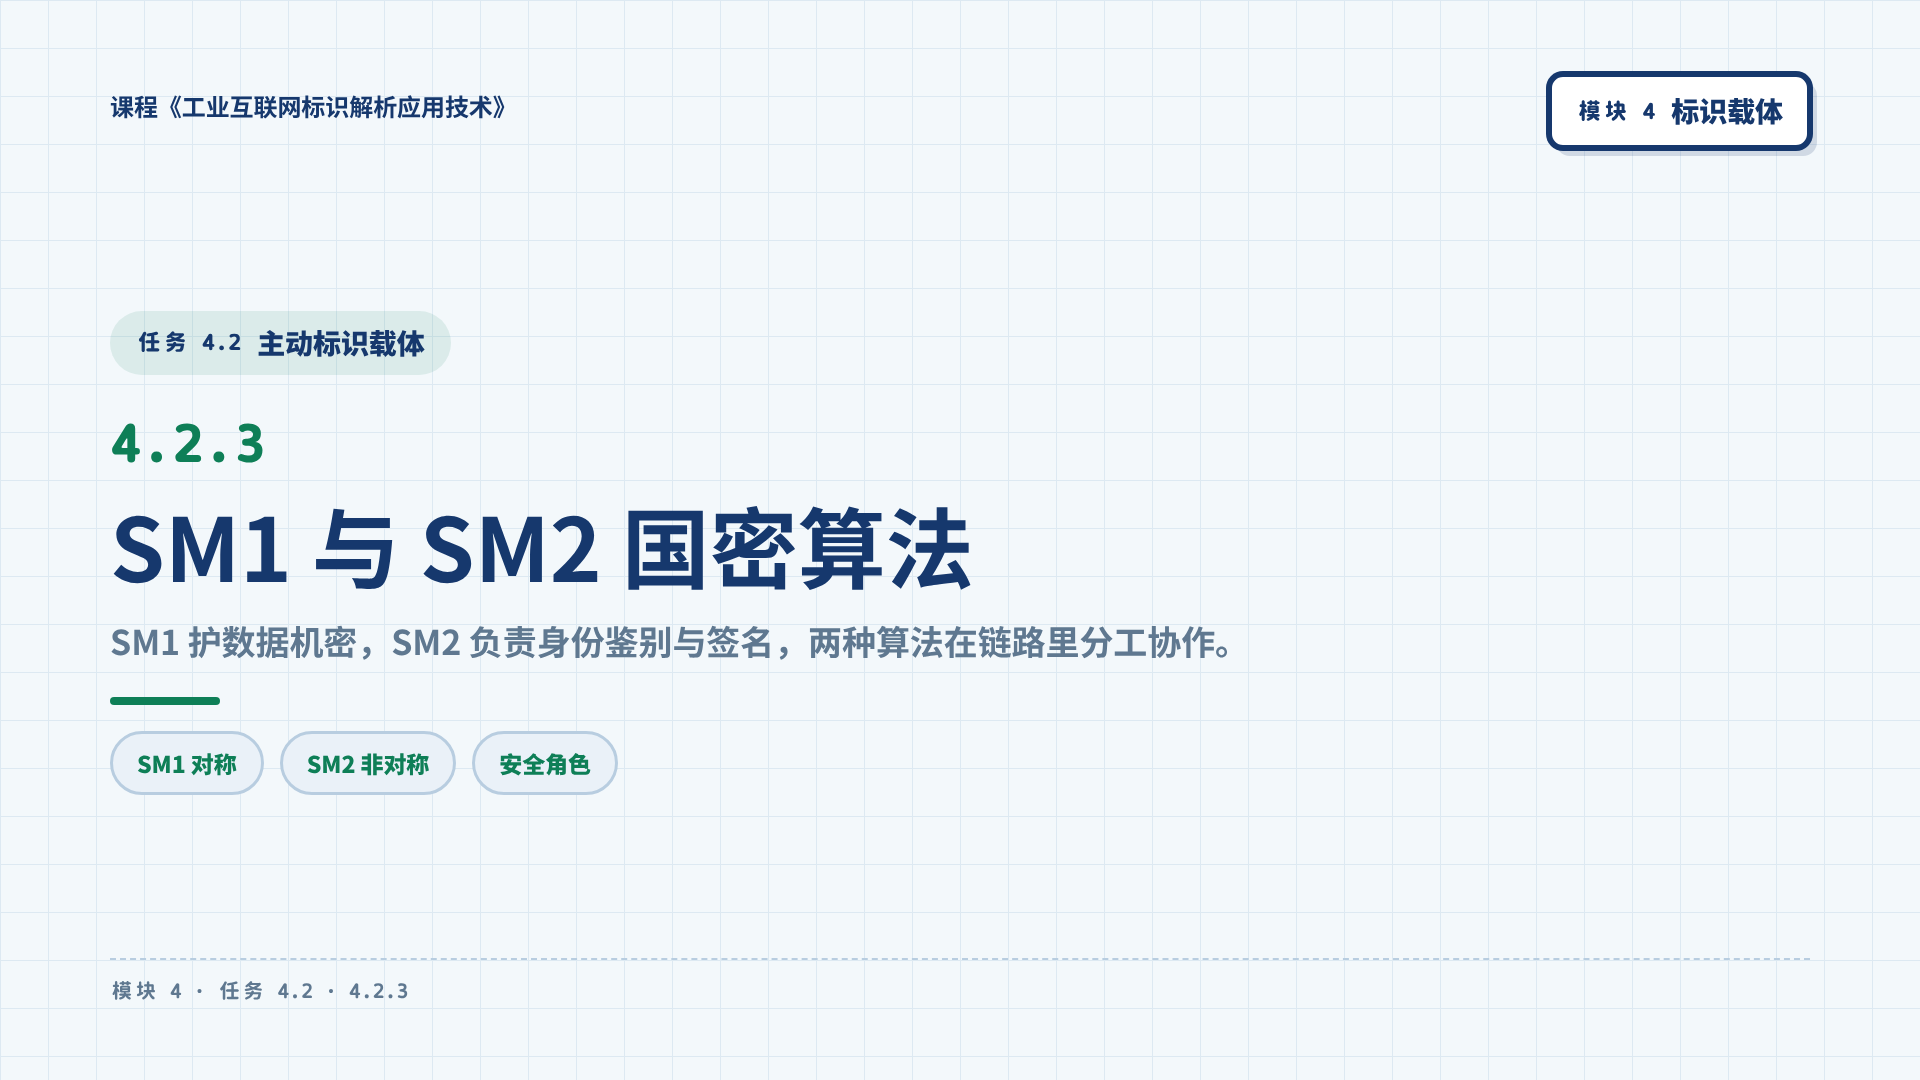 课程《工业互联网标识解析应用技术》
模块 4 标识载体
任务 4.2 主动标识载体
4.2.3
SM1 与 SM2 国密算法
SM1 护数据机密，SM2 负责身份鉴别与签名，两种算法在链路里分工协作。
SM1 对称
SM2 非对称
安全角色
模块 4 · 任务 4.2 · 4.2.3